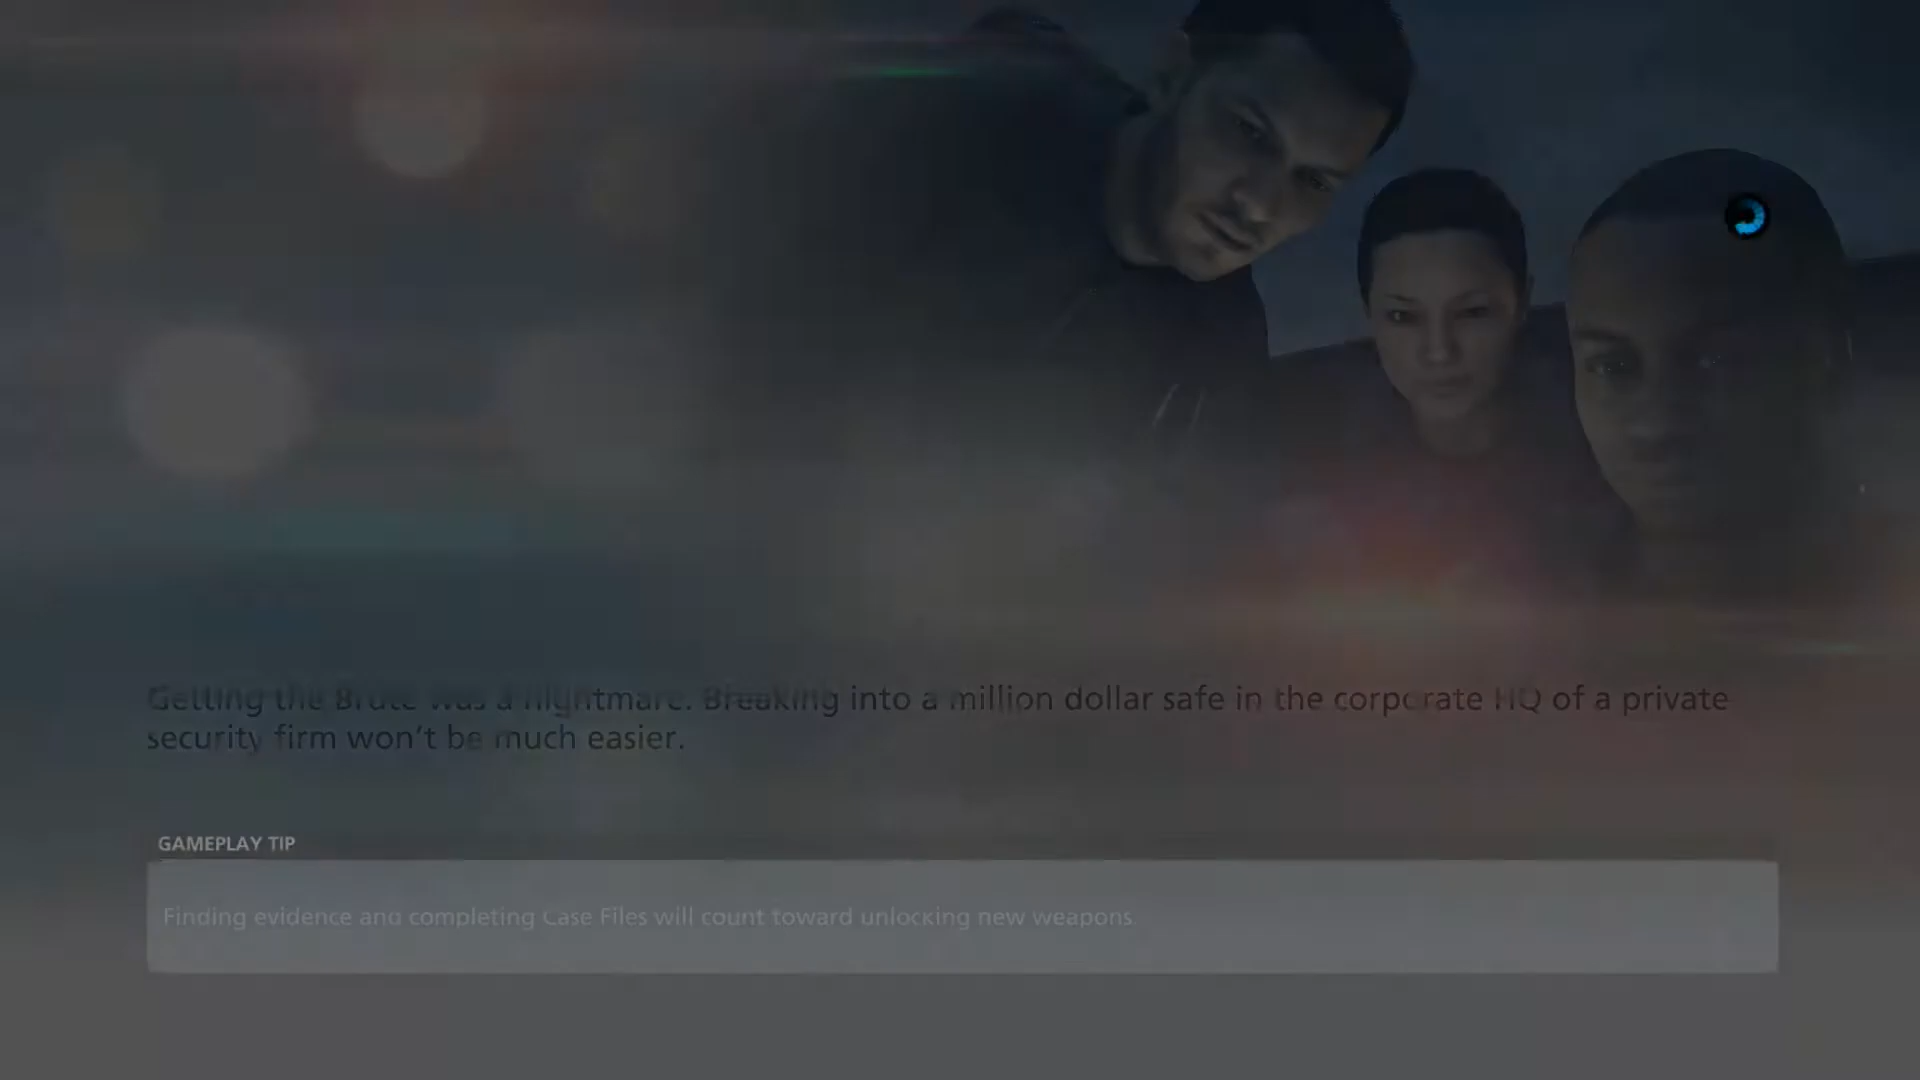 Getting the Brute was a nightmare. Breaking into a million dollar safe in the corporate HQ of a private
security firm won't be much easier.
GAMEPLAY TIP
Finding evidence and completing Case Files will count toward unlocking new weapons.